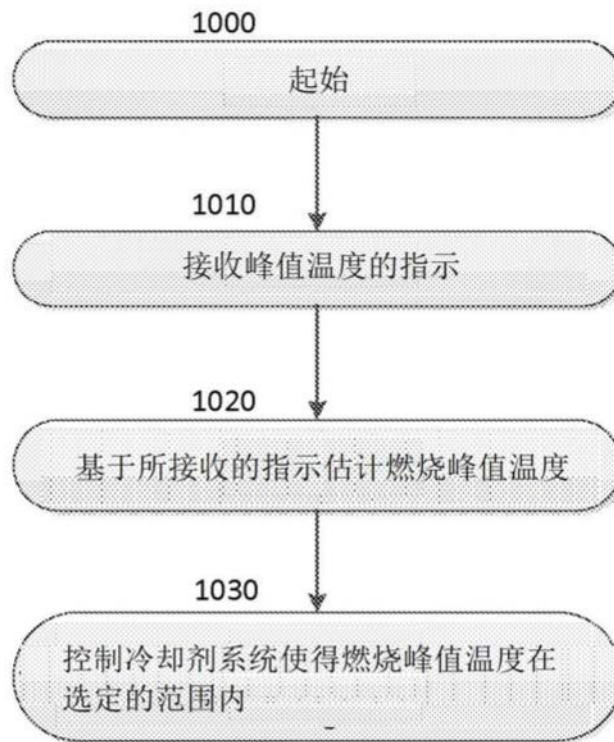 1000
起始
1010
接收峰值温度的指示
1020
基于所接收的指示估计燃烧峰值温度
1030
控制冷却剂系统使得燃烧峰值温度在
选定的范围内